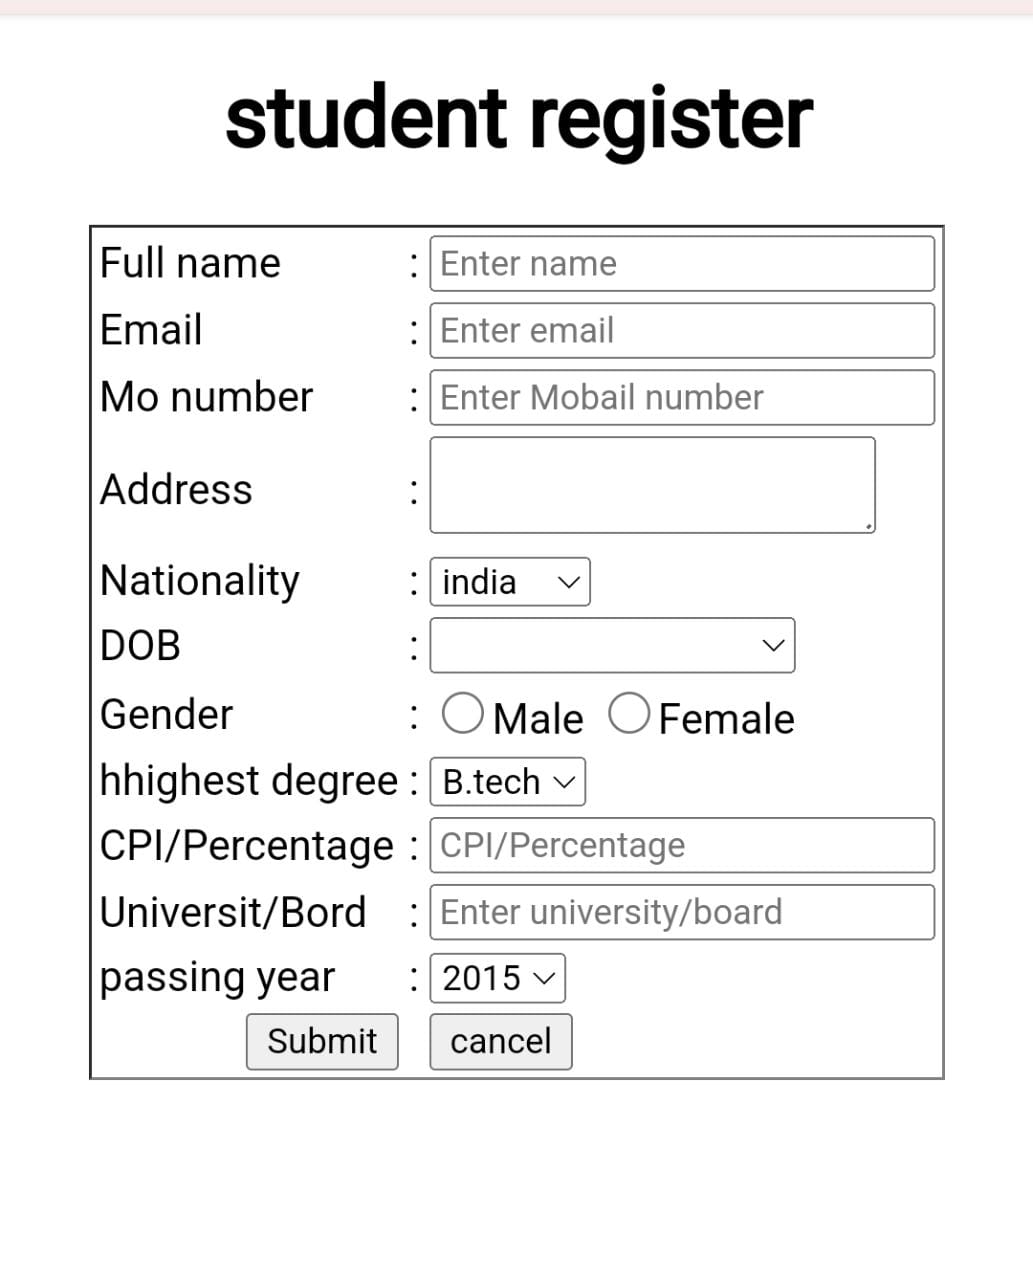 student register
Full name : Enter name
Email : Enter email
Mo number : Enter Mobail number
Address :
Nationality : india
DOB :
Gender : Male Female
hhighest degree : B.tech
CPI/Percentage : CPI/Percentage
Universit/Bord : Enter university/board
passing year : 2015
Submit cancel